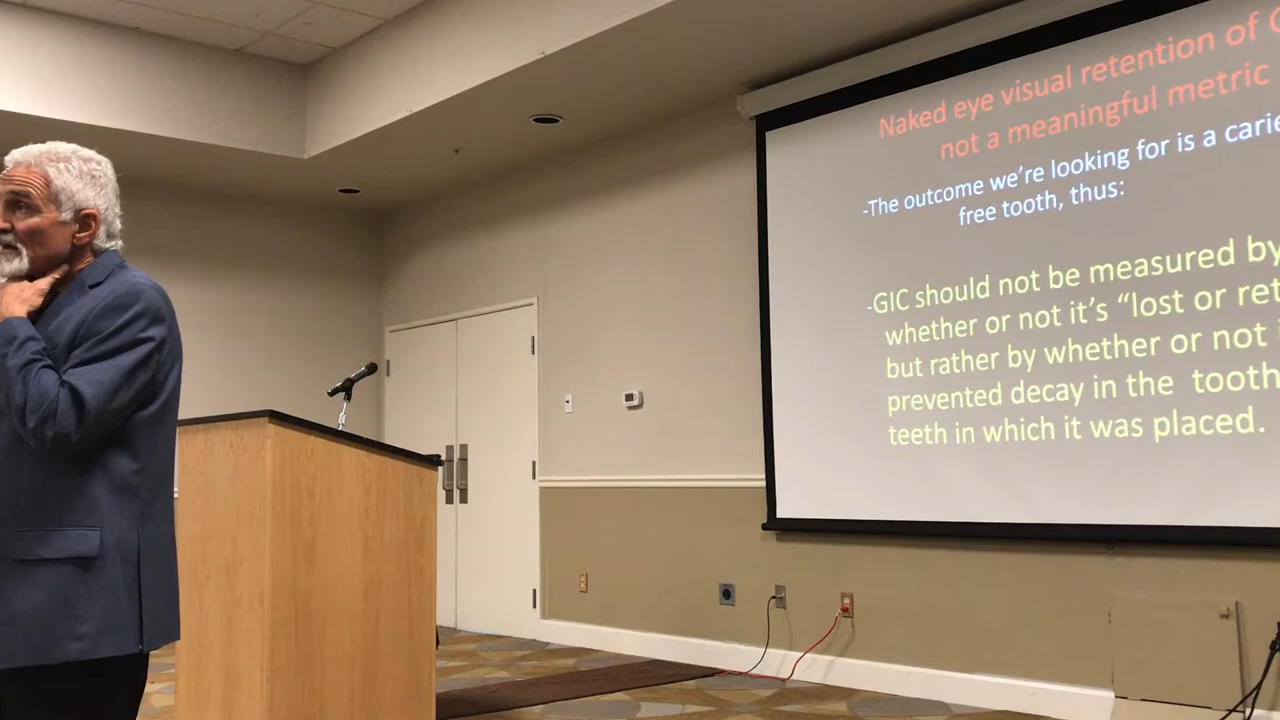 Naked eye visual retention of
not a meaningful metric
-The outcome we're looking for is a
free tooth, thus:
-GIC should not be measured by
whether or not it's "lost or
but rather by whether or not
prevented decay in the tooth
teeth in which it was placed.